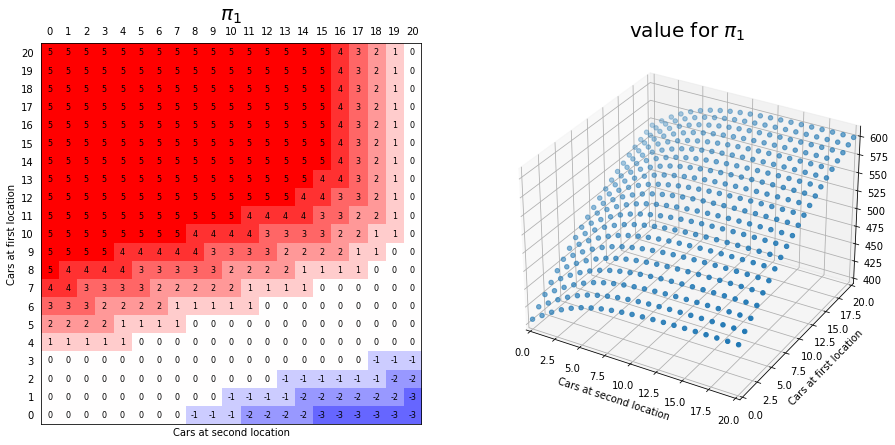 π₁
0 1 2 3 4 5 6 7 8 9 10 11 12 13 14 15 16 17 18 19 20
20 5 5 5 5 5 5 5 5 5 5 5 5 5 5 5 5 4 3 2 1 0
19 5 5 5 5 5 5 5 5 5 5 5 5 5 5 5 5 4 3 2 1 0
18 5 5 5 5 5 5 5 5 5 5 5 5 5 5 5 5 4 3 2 1 0
17 5 5 5 5 5 5 5 5 5 5 5 5 5 5 5 5 4 3 2 1 0
16 5 5 5 5 5 5 5 5 5 5 5 5 5 5 5 5 4 3 2 1 0
15 5 5 5 5 5 5 5 5 5 5 5 5 5 5 5 5 4 3 2 1 0
14 5 5 5 5 5 5 5 5 5 5 5 5 5 5 5 5 4 3 2 1 0
13 5 5 5 5 5 5 5 5 5 5 5 5 5 5 5 4 4 3 2 1 0
12 5 5 5 5 5 5 5 5 5 5 5 5 5 5 4 4 3 3 2 1 0
11 5 5 5 5 5 5 5 5 5 5 5 4 4 4 4 3 3 2 2 1 0
10 5 5 5 5 5 5 5 5 4 4 4 4 3 3 3 3 2 2 1 1 0
9 5 5 5 5 4 4 4 4 4 3 3 3 3 2 2 2 2 1 1 0 0
8 5 4 4 4 4 3 3 3 3 3 2 2 2 2 1 1 1 1 0 0 0
7 4 4 3 3 3 3 2 2 2 2 2 1 1 1 1 0 0 0 0 0 0
6 3 3 3 2 2 2 2 1 1 1 1 1 0 0 0 0 0 0 0 0 0
5 2 2 2 2 1 1 1 1 0 0 0 0 0 0 0 0 0 0 0 0 0
4 1 1 1 1 1 0 0 0 0 0 0 0 0 0 0 0 0 0 0 0 0
3 0 0 0 0 0 0 0 0 0 0 0 0 0 0 0 0 0 0 -1 -1 -1
2 0 0 0 0 0 0 0 0 0 0 0 0 0 -1 -1 -1 -1 -1 -1 -2 -2
1 0 0 0 0 0 0 0 0 0 0 -1 -1 -1 -1 -2 -2 -2 -2 -2 -2 -3
0 0 0 0 0 0 0 0 0 -1 -1 -1 -2 -2 -2 -2 -3 -3 -3 -3 -3 -3
Cars at first location
Cars at second location
value for π₁
600
575
550
525
500
475
450
425
400
0.0 2.5 5.0 7.5 10.0 12.5 15.0 17.5 20.0
Cars at second location
0.0 2.5 5.0 7.5 10.0 12.5 15.0 17.5 20.0
Cars at first location